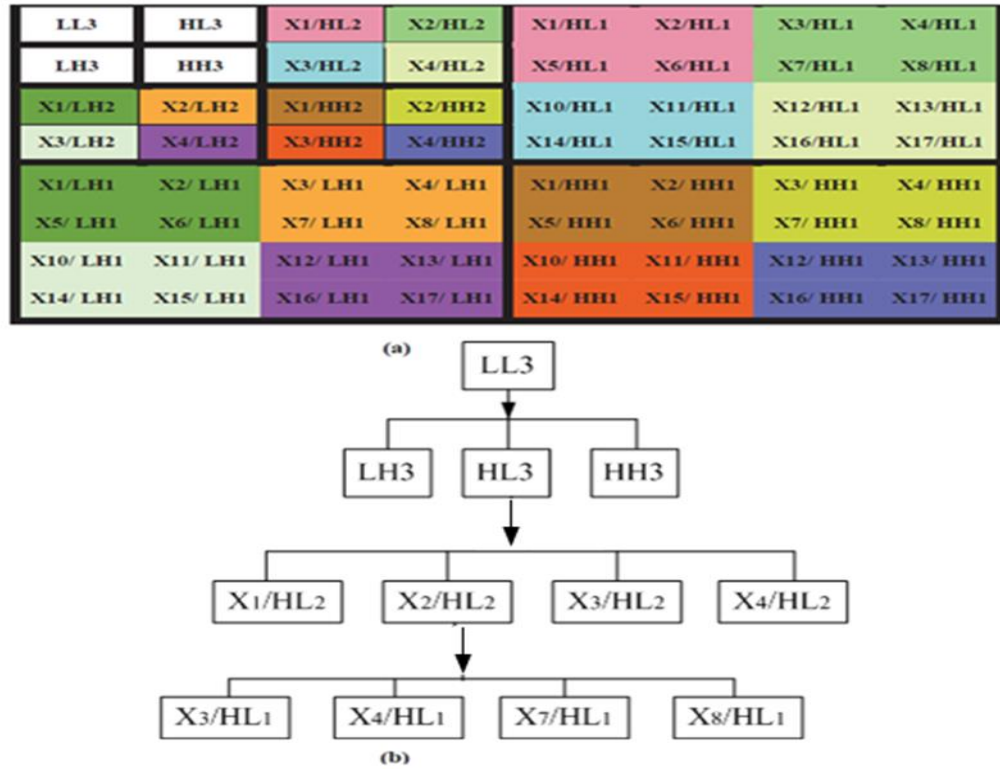 LL3 HL3 X1/HL2 X2/HL2 X1/HL1 X2/HL1 X3/HL1 X4/HL1
LH3 HH3 X3/HL2 X4/HL2 X5/HL1 X6/HL1 X7/HL1 X8/HL1
X1/LH2 X2/LH2 X1/HH2 X2/HH2 X10/HL1 X11/HL1 X12/HL1 X13/HL1
X3/LH2 X4/LH2 X3/HH2 X4/HH2 X14/HL1 X15/HL1 X16/HL1 X17/HL1
X1/LH1 X2/ LH1 X3/ LH1 X4/ LH1 X1/HH1 X2/ HH1 X3/ HH1 X4/ HH1
X5/ LH1 X6/ LH1 X7/ LH1 X8/ LH1 X5/ HH1 X6/ HH1 X7/ HH1 X8/ HH1
X10/ LH1 X11/ LH1 X12/ LH1 X13/ LH1 X10/ HH1 X11/ HH1 X12/ HH1 X13/ HH1
X14/ LH1 X15/ LH1 X16/ LH1 X17/ LH1 X14/ HH1 X15/ HH1 X16/ HH1 X17/ HH1
(a)
LL3
LH3 HL3 HH3
X1/HL2 X2/HL2 X3/HL2 X4/HL2
X3/HL1 X4/HL1 X7/HL1 X8/HL1
(b)